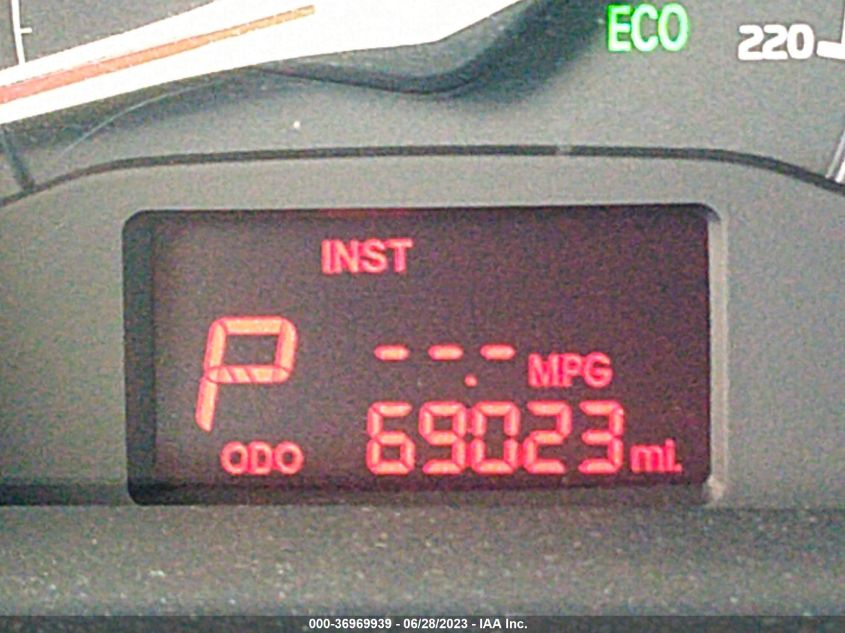 ECO
220
INST
P
--.- MPG
ODO 69023 mi.
000-36969939 - 06/28/2023 - IAA Inc.